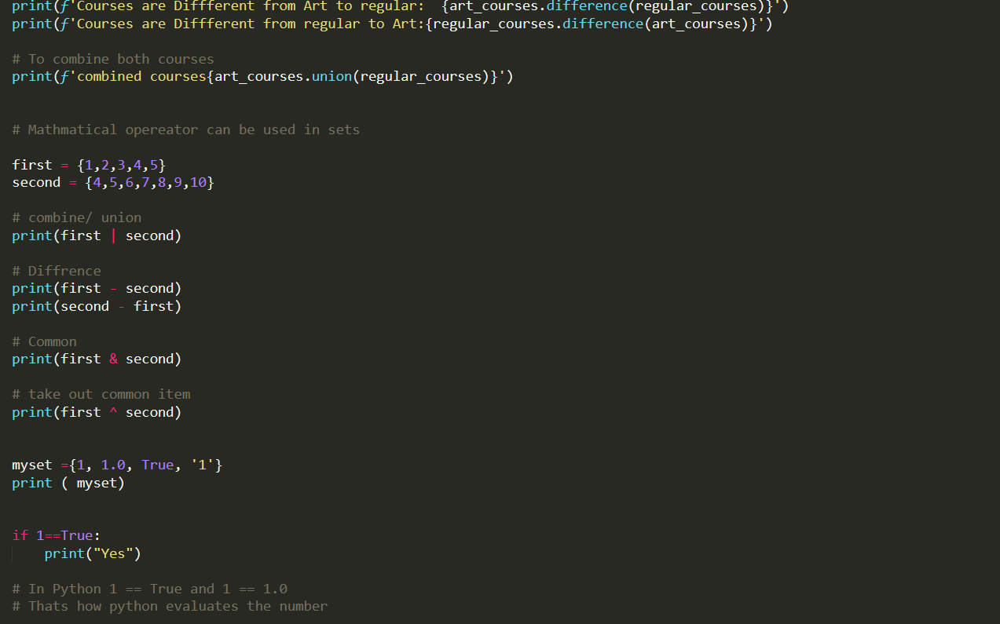 print(f'Courses are Diffferent from Art to regular:  {art_courses.difference(regular_courses)}')
print(f'Courses are Diffferent from regular to Art:{regular_courses.difference(art_courses)}')
# To combine both courses
print(f'combined courses{art_courses.union(regular_courses)}')
# Mathmatical opereator can be used in sets
first = {1,2,3,4,5}
second = {4,5,6,7,8,9,10}
# combine/ union
print(first | second)
# Diffrence
print(first - second)
print(second - first)
# Common
print(first & second)
# take out common item
print(first ^ second)
myset ={1, 1.0, True, '1'}
print ( myset)
if 1==True:
    print("Yes")
# In Python 1 == True and 1 == 1.0
# Thats how python evaluates the number